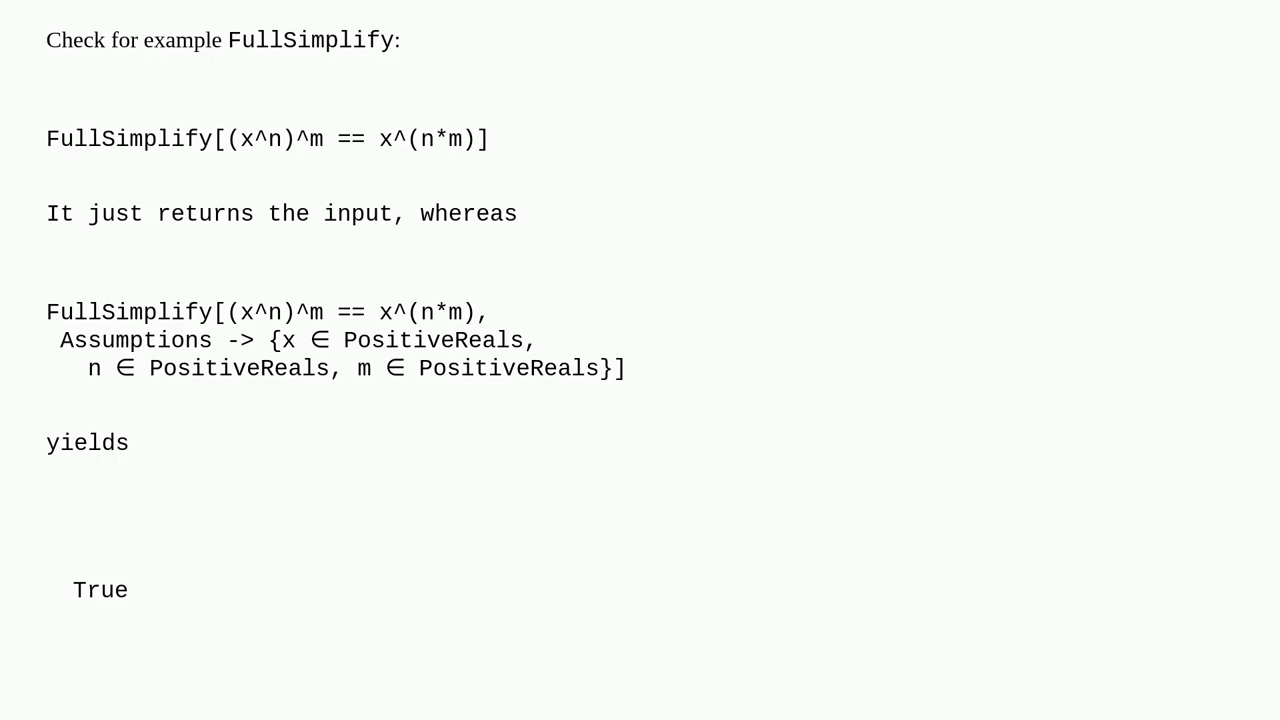 Check for example FullSimplify:
FullSimplify[(x^n)^m == x^(n*m)]
It just returns the input, whereas
FullSimplify[(x^n)^m == x^(n*m),
 Assumptions -> {x ∈ PositiveReals,
   n ∈ PositiveReals, m ∈ PositiveReals}]
yields
True